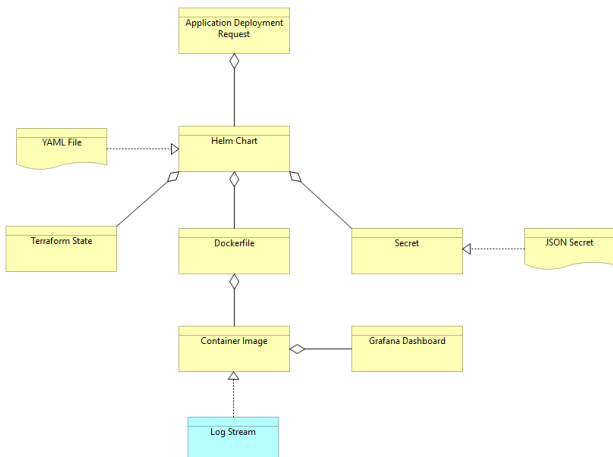 Application Deployment
Request
YAML File
Helm Chart
Terraform State
Dockerfile
Secret
JSON Secret
Container Image
Grafana Dashboard
Log Stream